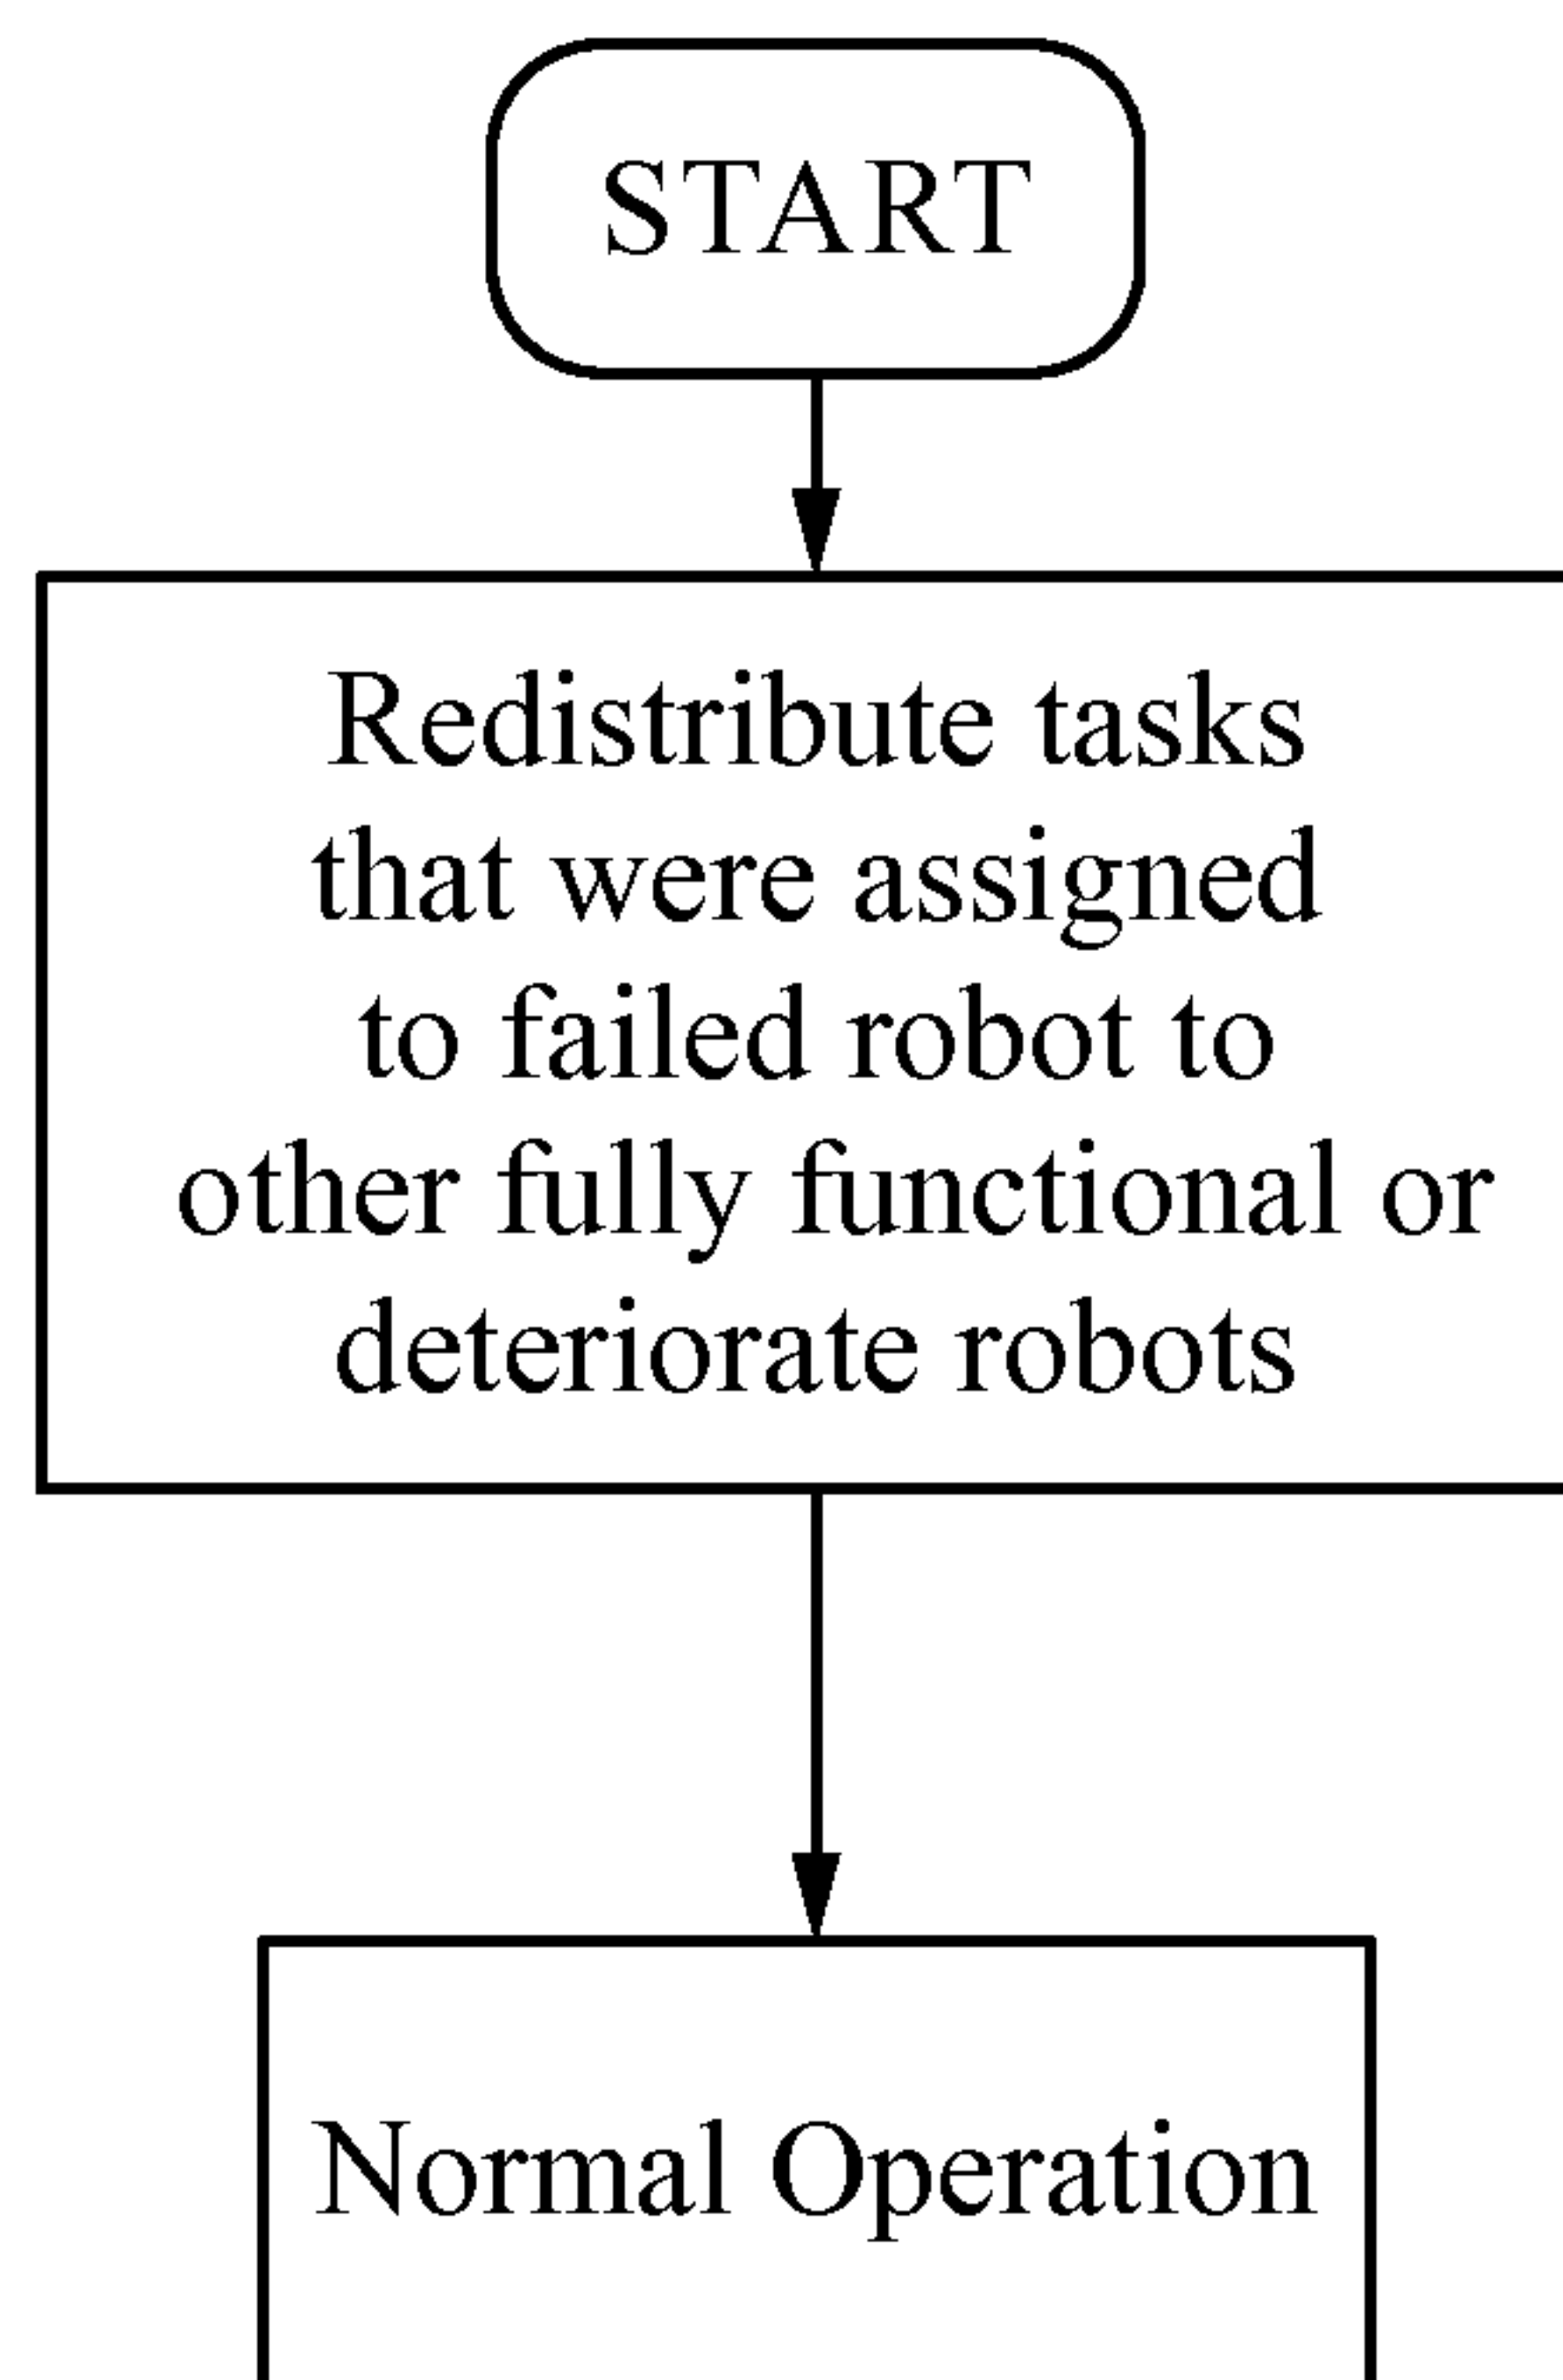 START
Redistribute tasks
that were assigned
to failed robot to
other fully functional or
deteriorate robots
Normal Operation